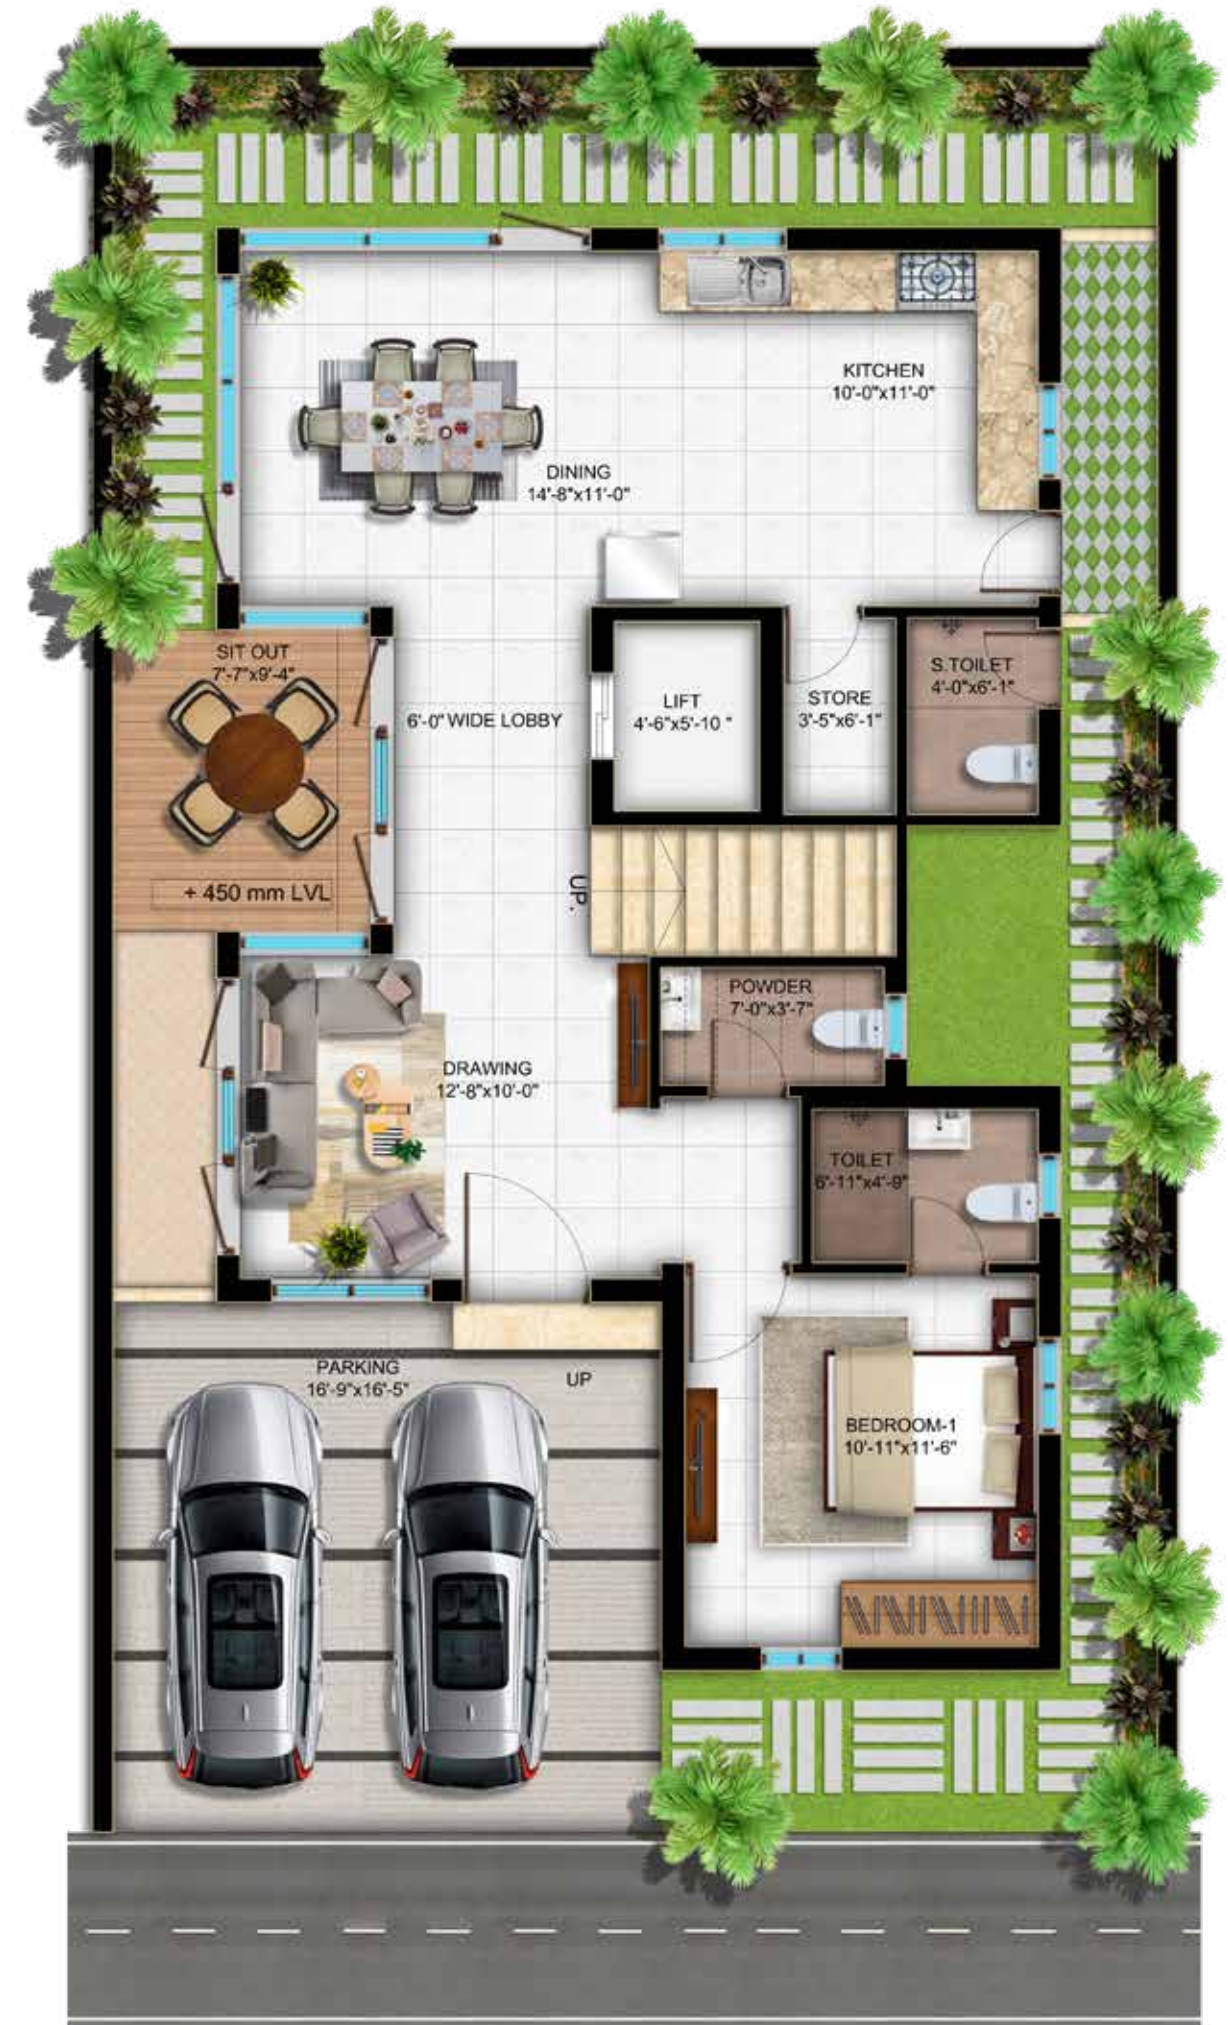 KITCHEN
10'-0"x11'-0"
DINING
14'-8"x11'-0"
SIT OUT
7'-7"x9'-4"
6'-0" WIDE LOBBY
LIFT
4'-6"x5'-10 "
STORE
3'-5"x6'-1"
S.TOILET
4'-0"x6'-1"
+ 450 mm LVL
UP.
POWDER
7'-0"x3'-7"
DRAWING
12'-8"x10'-0"
TOILET
6'-11"x4'-9"
PARKING
16'-9"x16'-5"
UP
BEDROOM-1
10'-11"x11'-6"